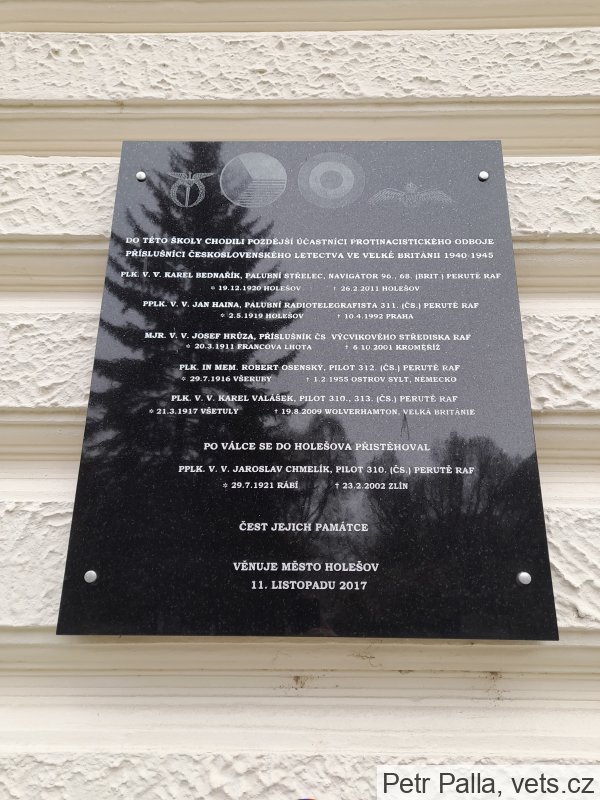 DO TÉTO ŠKOLY CHODILI POZDĚJŠÍ ÚČASTNÍCI PROTINACISTICKÉHO ODBOJE
PŘÍSLUŠNÍCI ČESKOSLOVENSKÉHO LETECTVA VE VELKÉ BRITÁNII 1940-1945
PLK. V. V. KAREL BEDNAŘÍK, PALUBNÍ STŘELEC, NAVIGÁTOR 96., 68. (BRIT.) PERUTĚ RAF
* 19.12.1920 HOLEŠOV † 26.2.2011 HOLEŠOV
PPLK. V. V. JAN HAINA, PALUBNÍ RADIOTELEGRAFISTA 311. (ČS.) PERUTĚ RAF
* 2.5.1919 HOLEŠOV † 10.4.1992 PRAHA
MJR. V. V. JOSEF HRŮZA, PŘÍSLUŠNÍK ČS VÝCVIKOVÉHO STŘEDISKA RAF
* 20.3.1911 FRANCOVA LHOTA † 6.10.2001 KROMĚŘÍŽ
PLK. IN MEM. ROBERT OSENSKÝ, PILOT 312. (ČS.) PERUTĚ RAF
* 29.7.1916 VŠERUBY † 1.2.1955 OSTROV SYLT, NĚMECKO
PLK. V. V. KAREL VALÁŠEK, PILOT 310., 313. (ČS.) PERUTĚ RAF
* 21.3.1917 VŠETULY † 19.8.2009 WOLVERHAMTON, VELKÁ BRITÁNIE
PO VÁLCE SE DO HOLEŠOVA PŘISTĚHOVAL
PPLK. V. V. JAROSLAV CHMELÍK, PILOT 310. (ČS.) PERUTĚ RAF
* 29.7.1921 RÁBÍ † 23.2.2002 ZLÍN
ČEST JEJICH PAMÁTCE
VĚNUJE MĚSTO HOLEŠOV
11. LISTOPADU 2017
Petr Palla, vets.cz